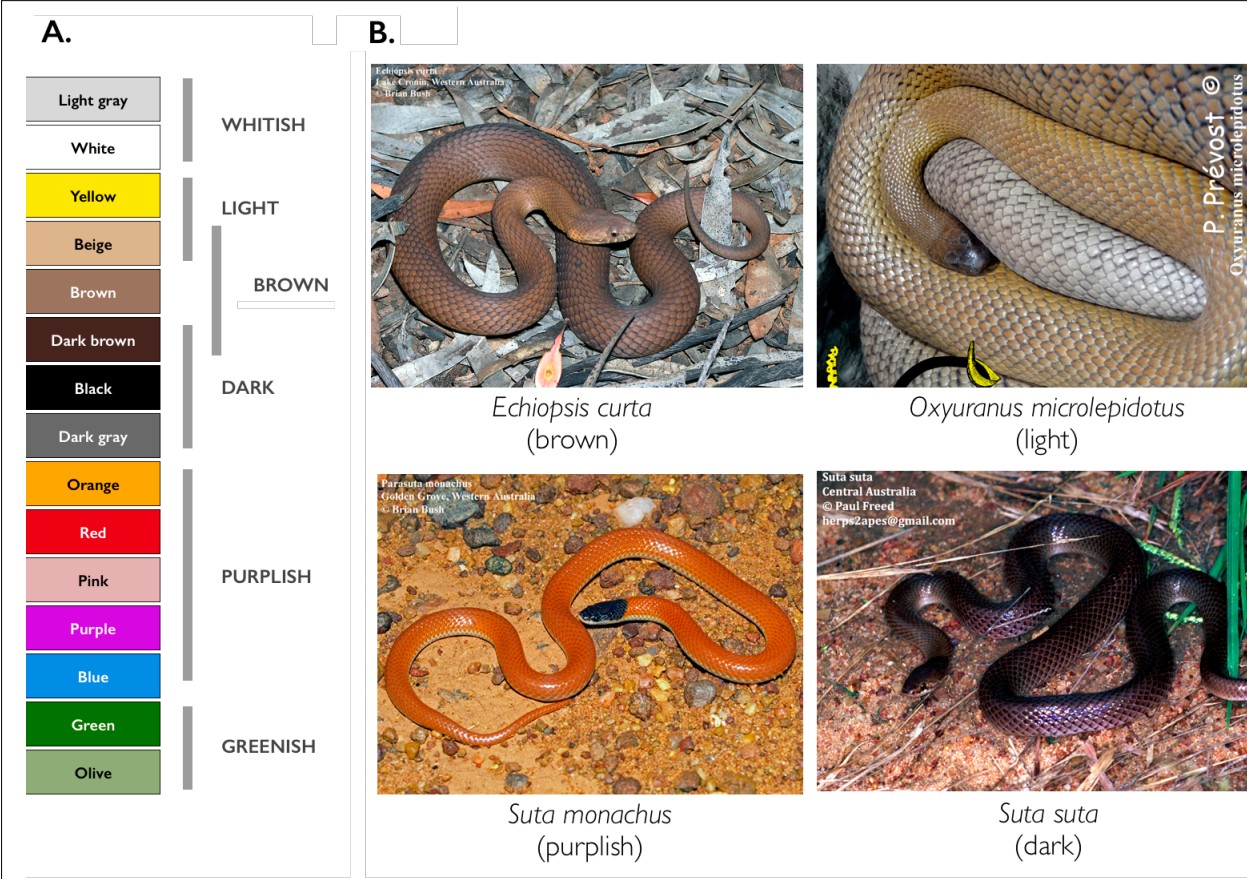 A.
Light gray
White
Yellow
Beige
Brown
Dark brown
Black
Dark gray
Orange
Red
Pink
Purple
Blue
Green
Olive
WHITISH
LIGHT
BROWN
DARK
PURPLISH
GREENISH
B.
Echiopsis curta
Lake Cronin, Western Australia
© Brian Bush
Echiopsis curta
(brown)
P. Prévost ©
Oxyuranus microlepidotus
Oxyuranus microlepidotus
(light)
Parasuta monachus
Golden Grove, Western Australia
© Brian Bush
Suta monachus
(purplish)
Suta suta
Central Australia
© Paul Freed
herps2apes@gmail.com
Suta suta
(dark)